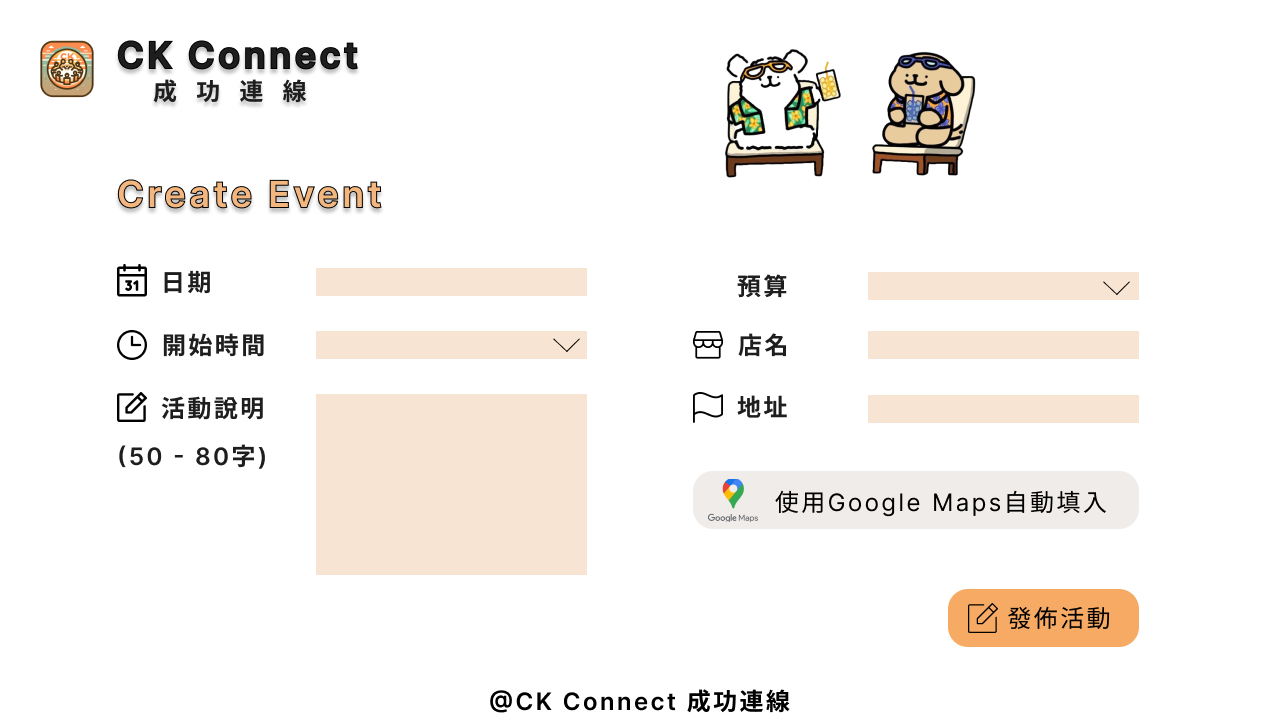 CK
CK Connect
成功連線
Create Event
31
日期
開始時間
活動說明
(50 - 80字)
預算
店名
地址
Google Maps
使用Google Maps自動填入
發佈活動
@CK Connect 成功連線